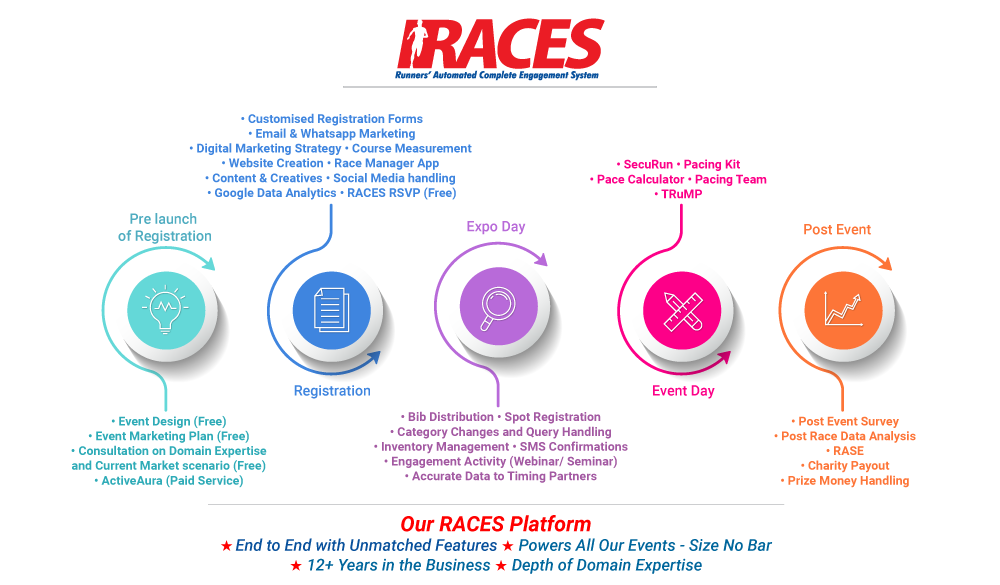 RACES
Runners' Automated Complete Engagement System
Pre launch
of Registration
• Event Design (Free)
• Event Marketing Plan (Free)
• Consultation on Domain Expertise
and Current Market scenario (Free)
• ActiveAura (Paid Service)
• Customised Registration Forms
• Email & Whatsapp Marketing
• Digital Marketing Strategy • Course Measurement
• Website Creation • Race Manager App
• Content & Creatives • Social Media handling
• Google Data Analytics • RACES RSVP (Free)
Registration
Expo Day
• Bib Distribution • Spot Registration
• Category Changes and Query Handling
• Inventory Management • SMS Confirmations
• Engagement Activity (Webinar/ Seminar)
• Accurate Data to Timing Partners
• SecuRun • Pacing Kit
• Pace Calculator • Pacing Team
• TRuMP
Event Day
Post Event
• Post Event Survey
• Post Race Data Analysis
• RASE
• Charity Payout
• Prize Money Handling
Our RACES Platform
★ End to End with Unmatched Features ★ Powers All Our Events - Size No Bar
★ 12+ Years in the Business ★ Depth of Domain Expertise